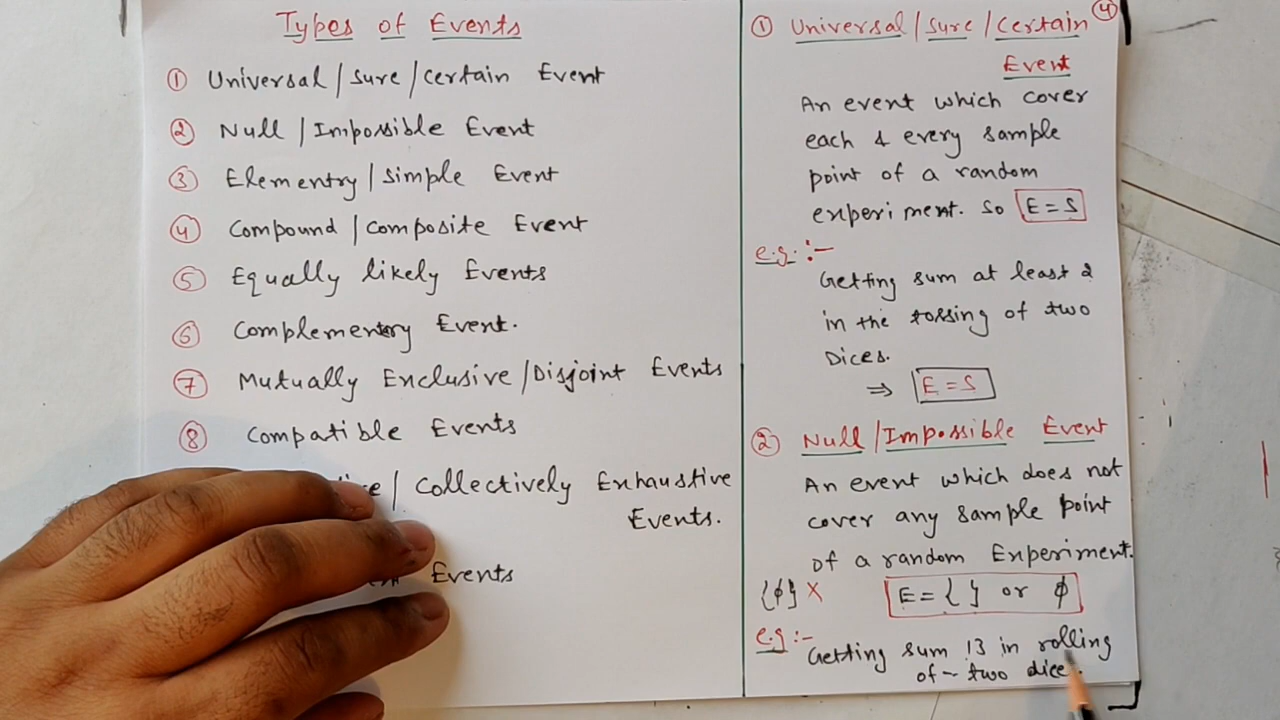 Types of Events
① Universal/Sure/Certain Event
② Null/Impossible Event
③ Elementry/Simple Event
④ Compound/Composite Event
⑤ Equally likely Events
⑥ Complementory Event.
⑦ Mutually Exclusive/Disjoint Events
⑧ Compatible Events
/ Collectively Exhaustive
Events.
Events
④
① Universal/Sure/Certain
Event
An event which cover
each & every sample
point of a random
experiment. So E = S
e.g. :-
Getting sum at least 2
in the tossing of two
Dices.
⇒ E = S
② Null/Impossible Event
An event which does not
cover any sample point
of a random Experiment.
{ϕ} X E = { } or ϕ
e.g :-
Getting sum 13 in rolling
of two dice.